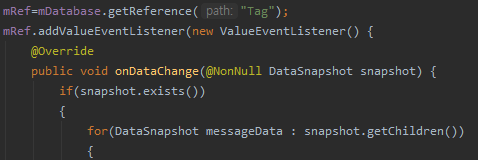 mRef=mDatabase.getReference( path: "Tag");
mRef.addValueEventListener(new ValueEventListener() {
@Override
public void onDataChange(@NonNull DataSnapshot snapshot) {
if(snapshot.exists())
{
for(DataSnapshot messageData : snapshot.getChildren())
{